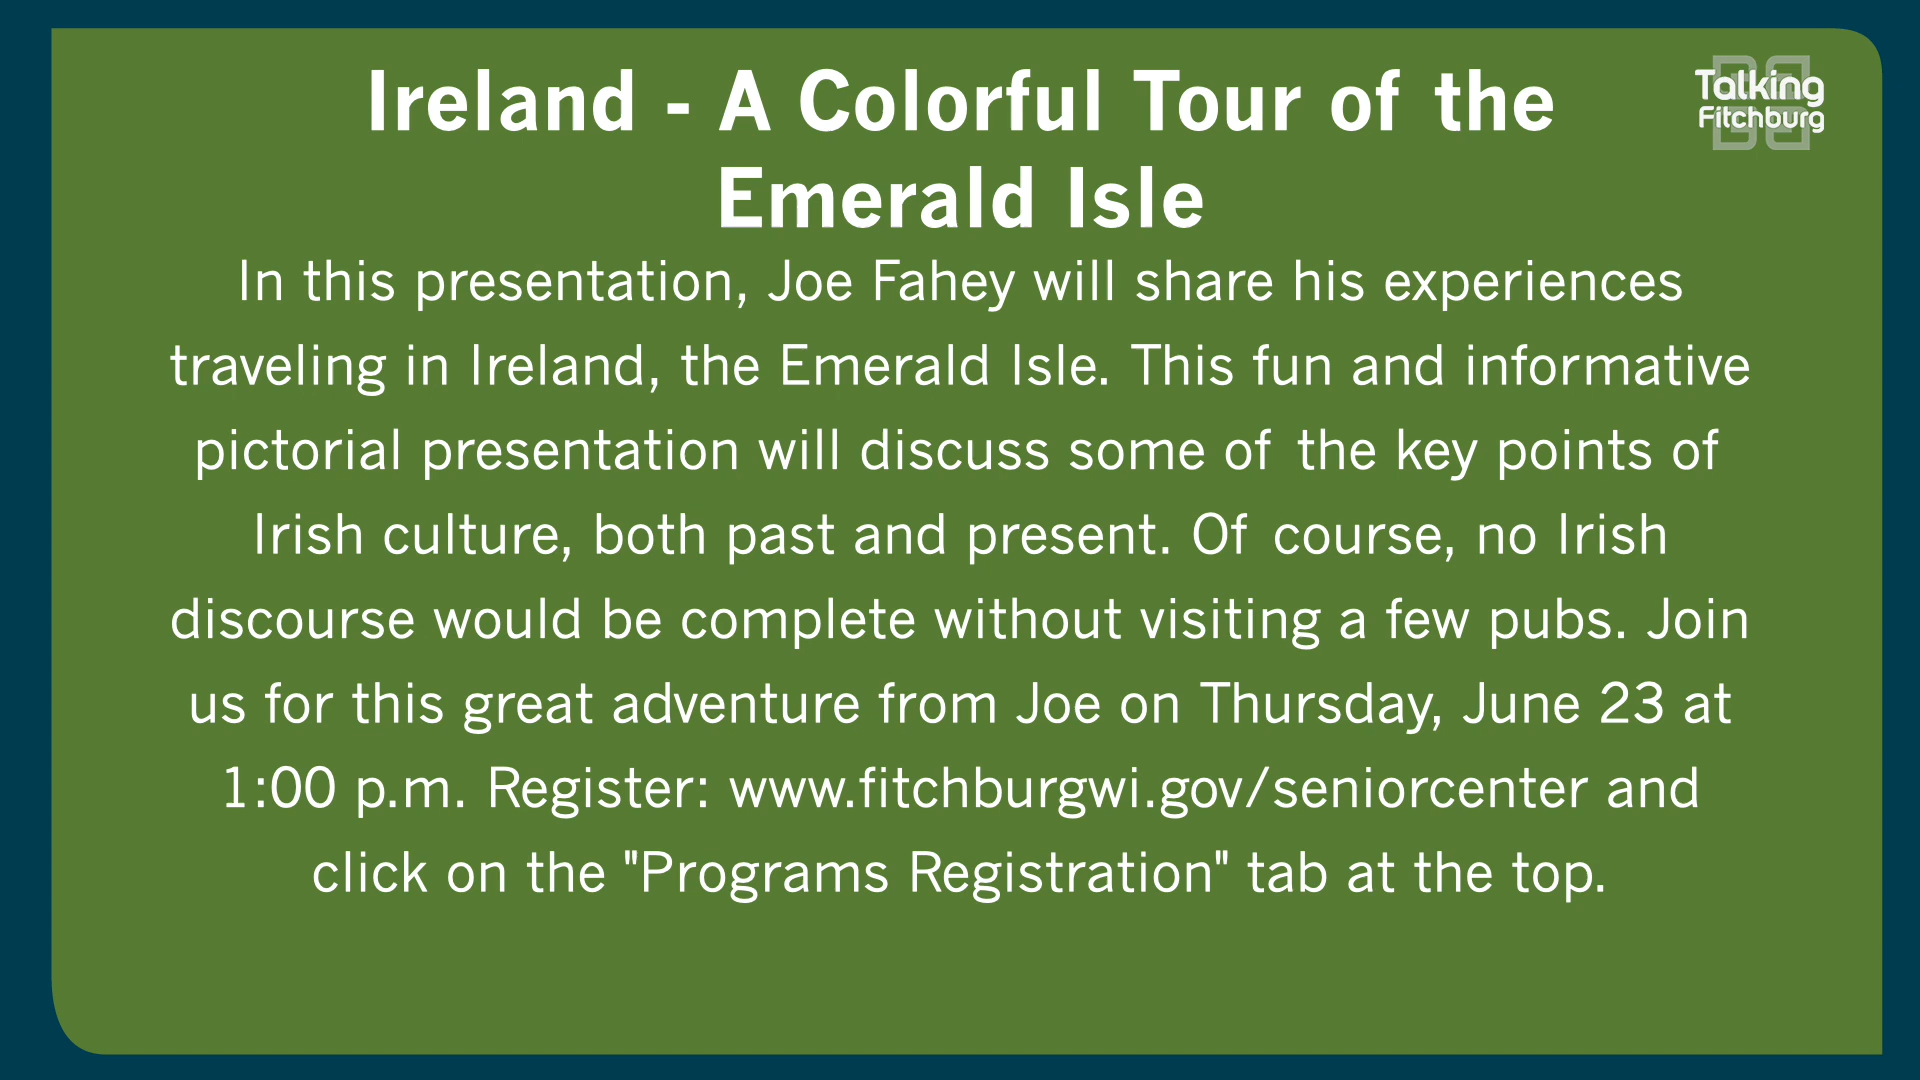 Ireland - A Colorful Tour of the
Emerald Isle
Talking
Fitchburg
In this presentation, Joe Fahey will share his experiences
traveling in Ireland, the Emerald Isle. This fun and informative
pictorial presentation will discuss some of the key points of
Irish culture, both past and present. Of course, no Irish
discourse would be complete without visiting a few pubs. Join
us for this great adventure from Joe on Thursday, June 23 at
1:00 p.m. Register: www.fitchburgwi.gov/seniorcenter and
click on the "Programs Registration" tab at the top.